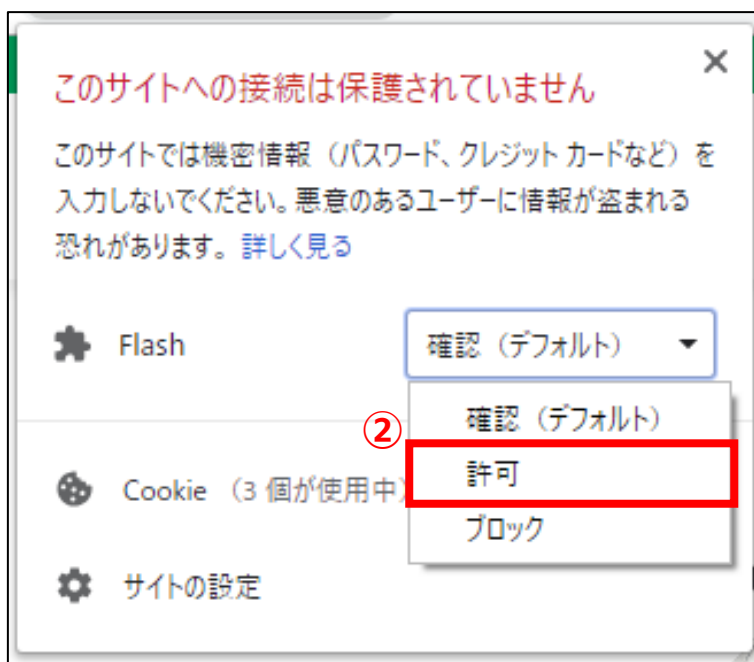 このサイトへの接続は保護されていません
このサイトでは機密情報（パスワード、クレジット カードなど）を
入力しないでください。悪意のあるユーザーに情報が盗まれる
恐れがあります。 詳しく見る
Flash 確認（デフォルト）
確認（デフォルト）
②
許可
Cookie （3 個が使用中）
ブロック
サイトの設定